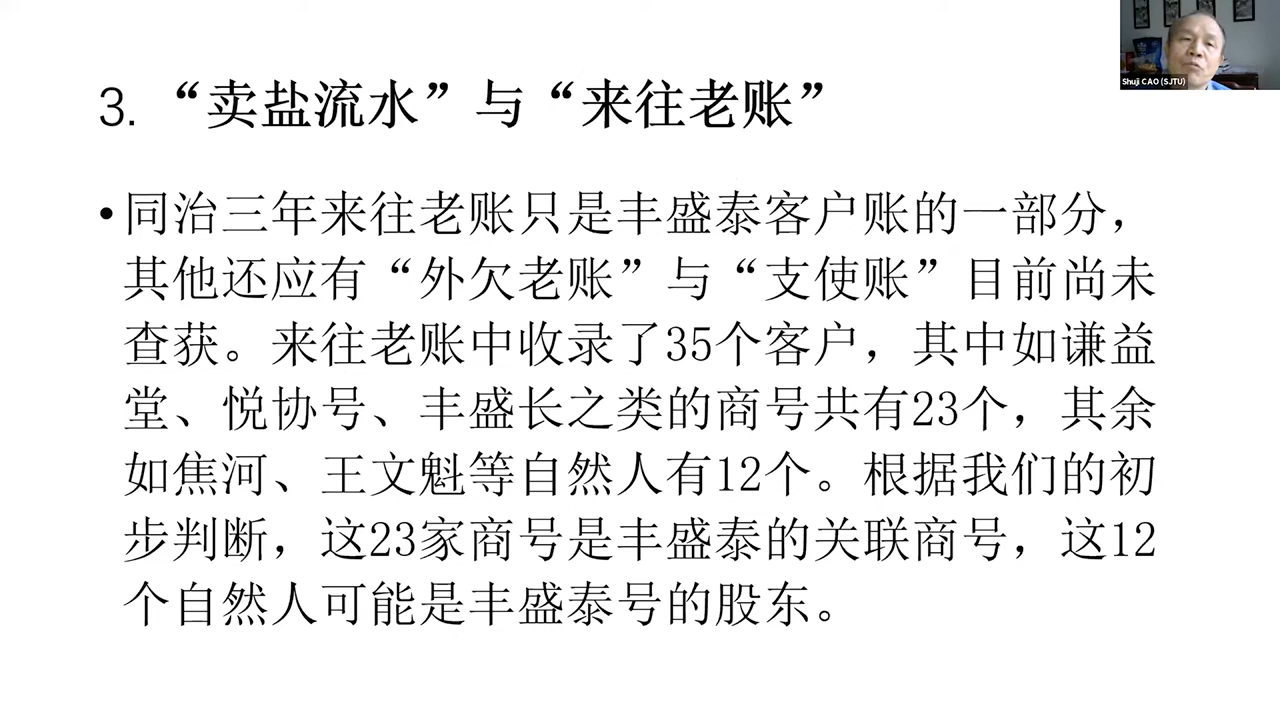 Shuji CAO (SJTU)
3. “卖盐流水”与“来往老账”
•同治三年来往老账只是丰盛泰客户账的一部分，
其他还应有“外欠老账”与“支使账”目前尚未
查获。来往老账中收录了35个客户，其中如谦益
堂、悦协号、丰盛长之类的商号共有23个，其余
如焦河、王文魁等自然人有12个。根据我们的初
步判断，这23家商号是丰盛泰的关联商号，这12
个自然人可能是丰盛泰号的股东。